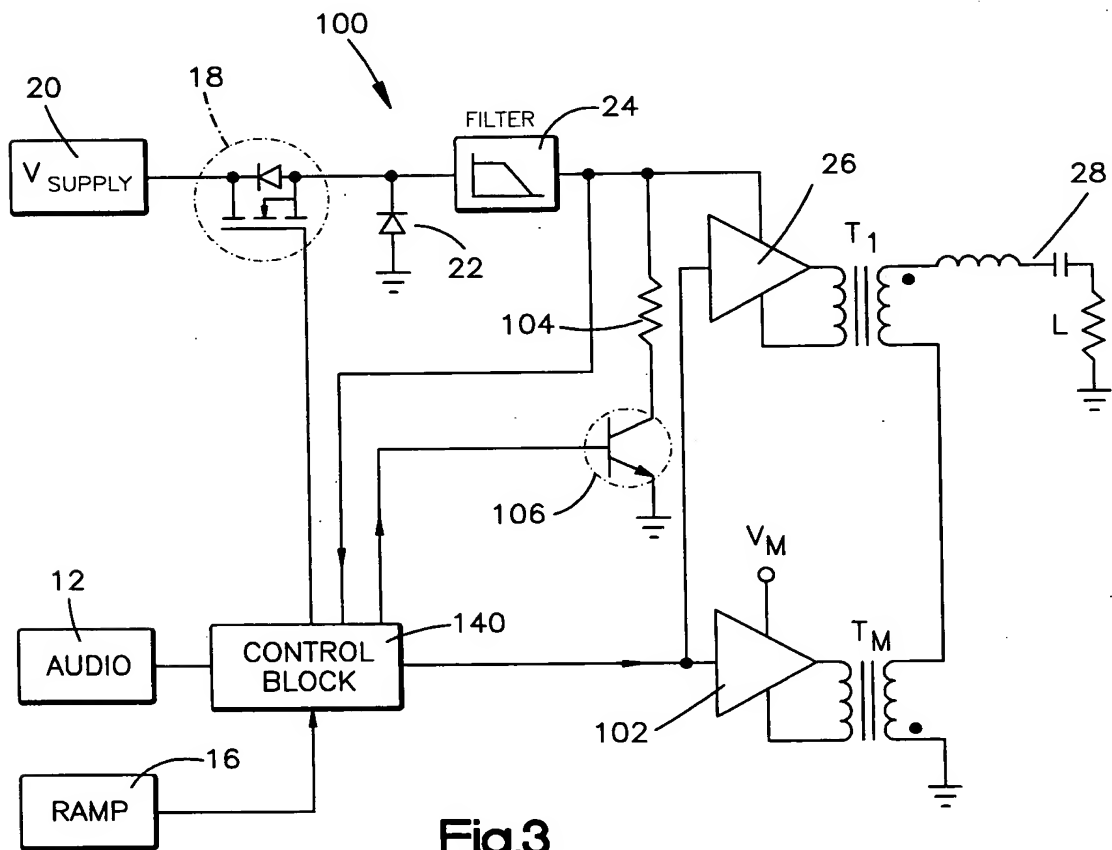 100
18
20
FILTER
24
V SUPPLY
26
28
T1
22
104
L
106
VM
12
140
TM
AUDIO
CONTROL
BLOCK
102
16
RAMP
Fig.3